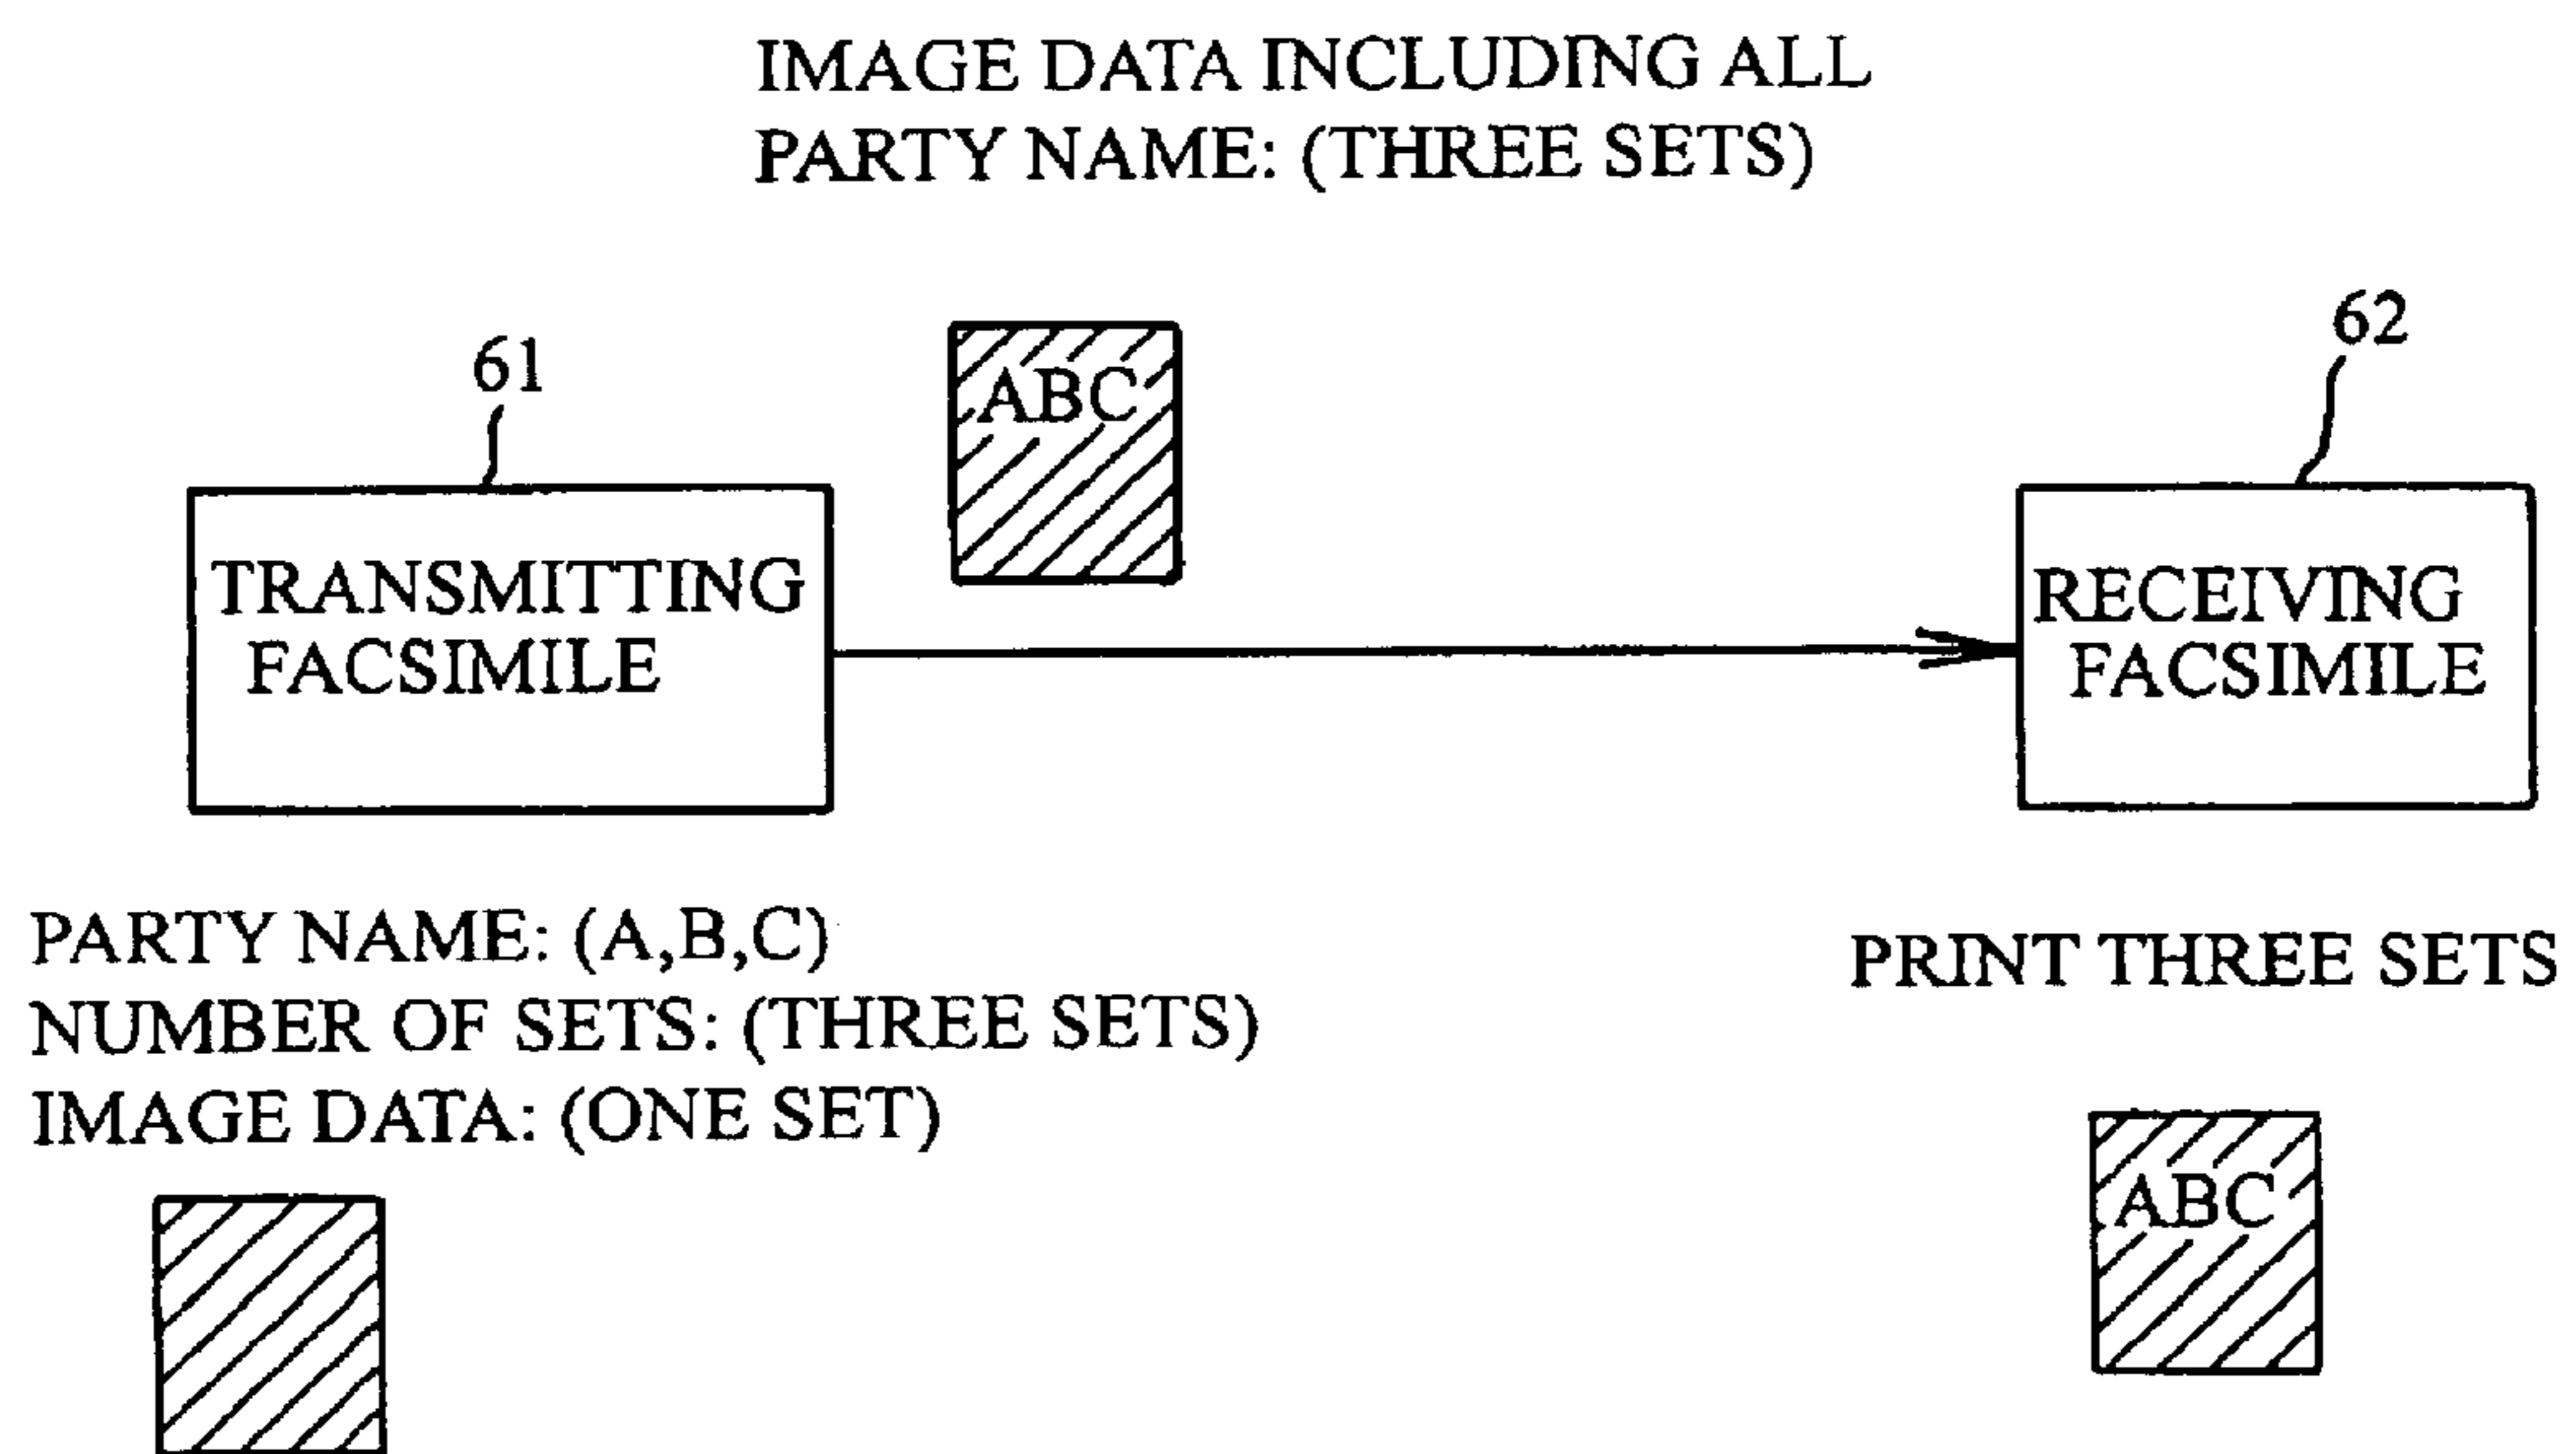 IMAGE DATA INCLUDING ALL
PARTY NAME: (THREE SETS)
61
ABC
62
TRANSMITTING
FACSIMILE
RECEIVING
FACSIMILE
PARTY NAME: (A,B,C)
NUMBER OF SETS: (THREE SETS)
IMAGE DATA: (ONE SET)
PRINT THREE SETS
ABC